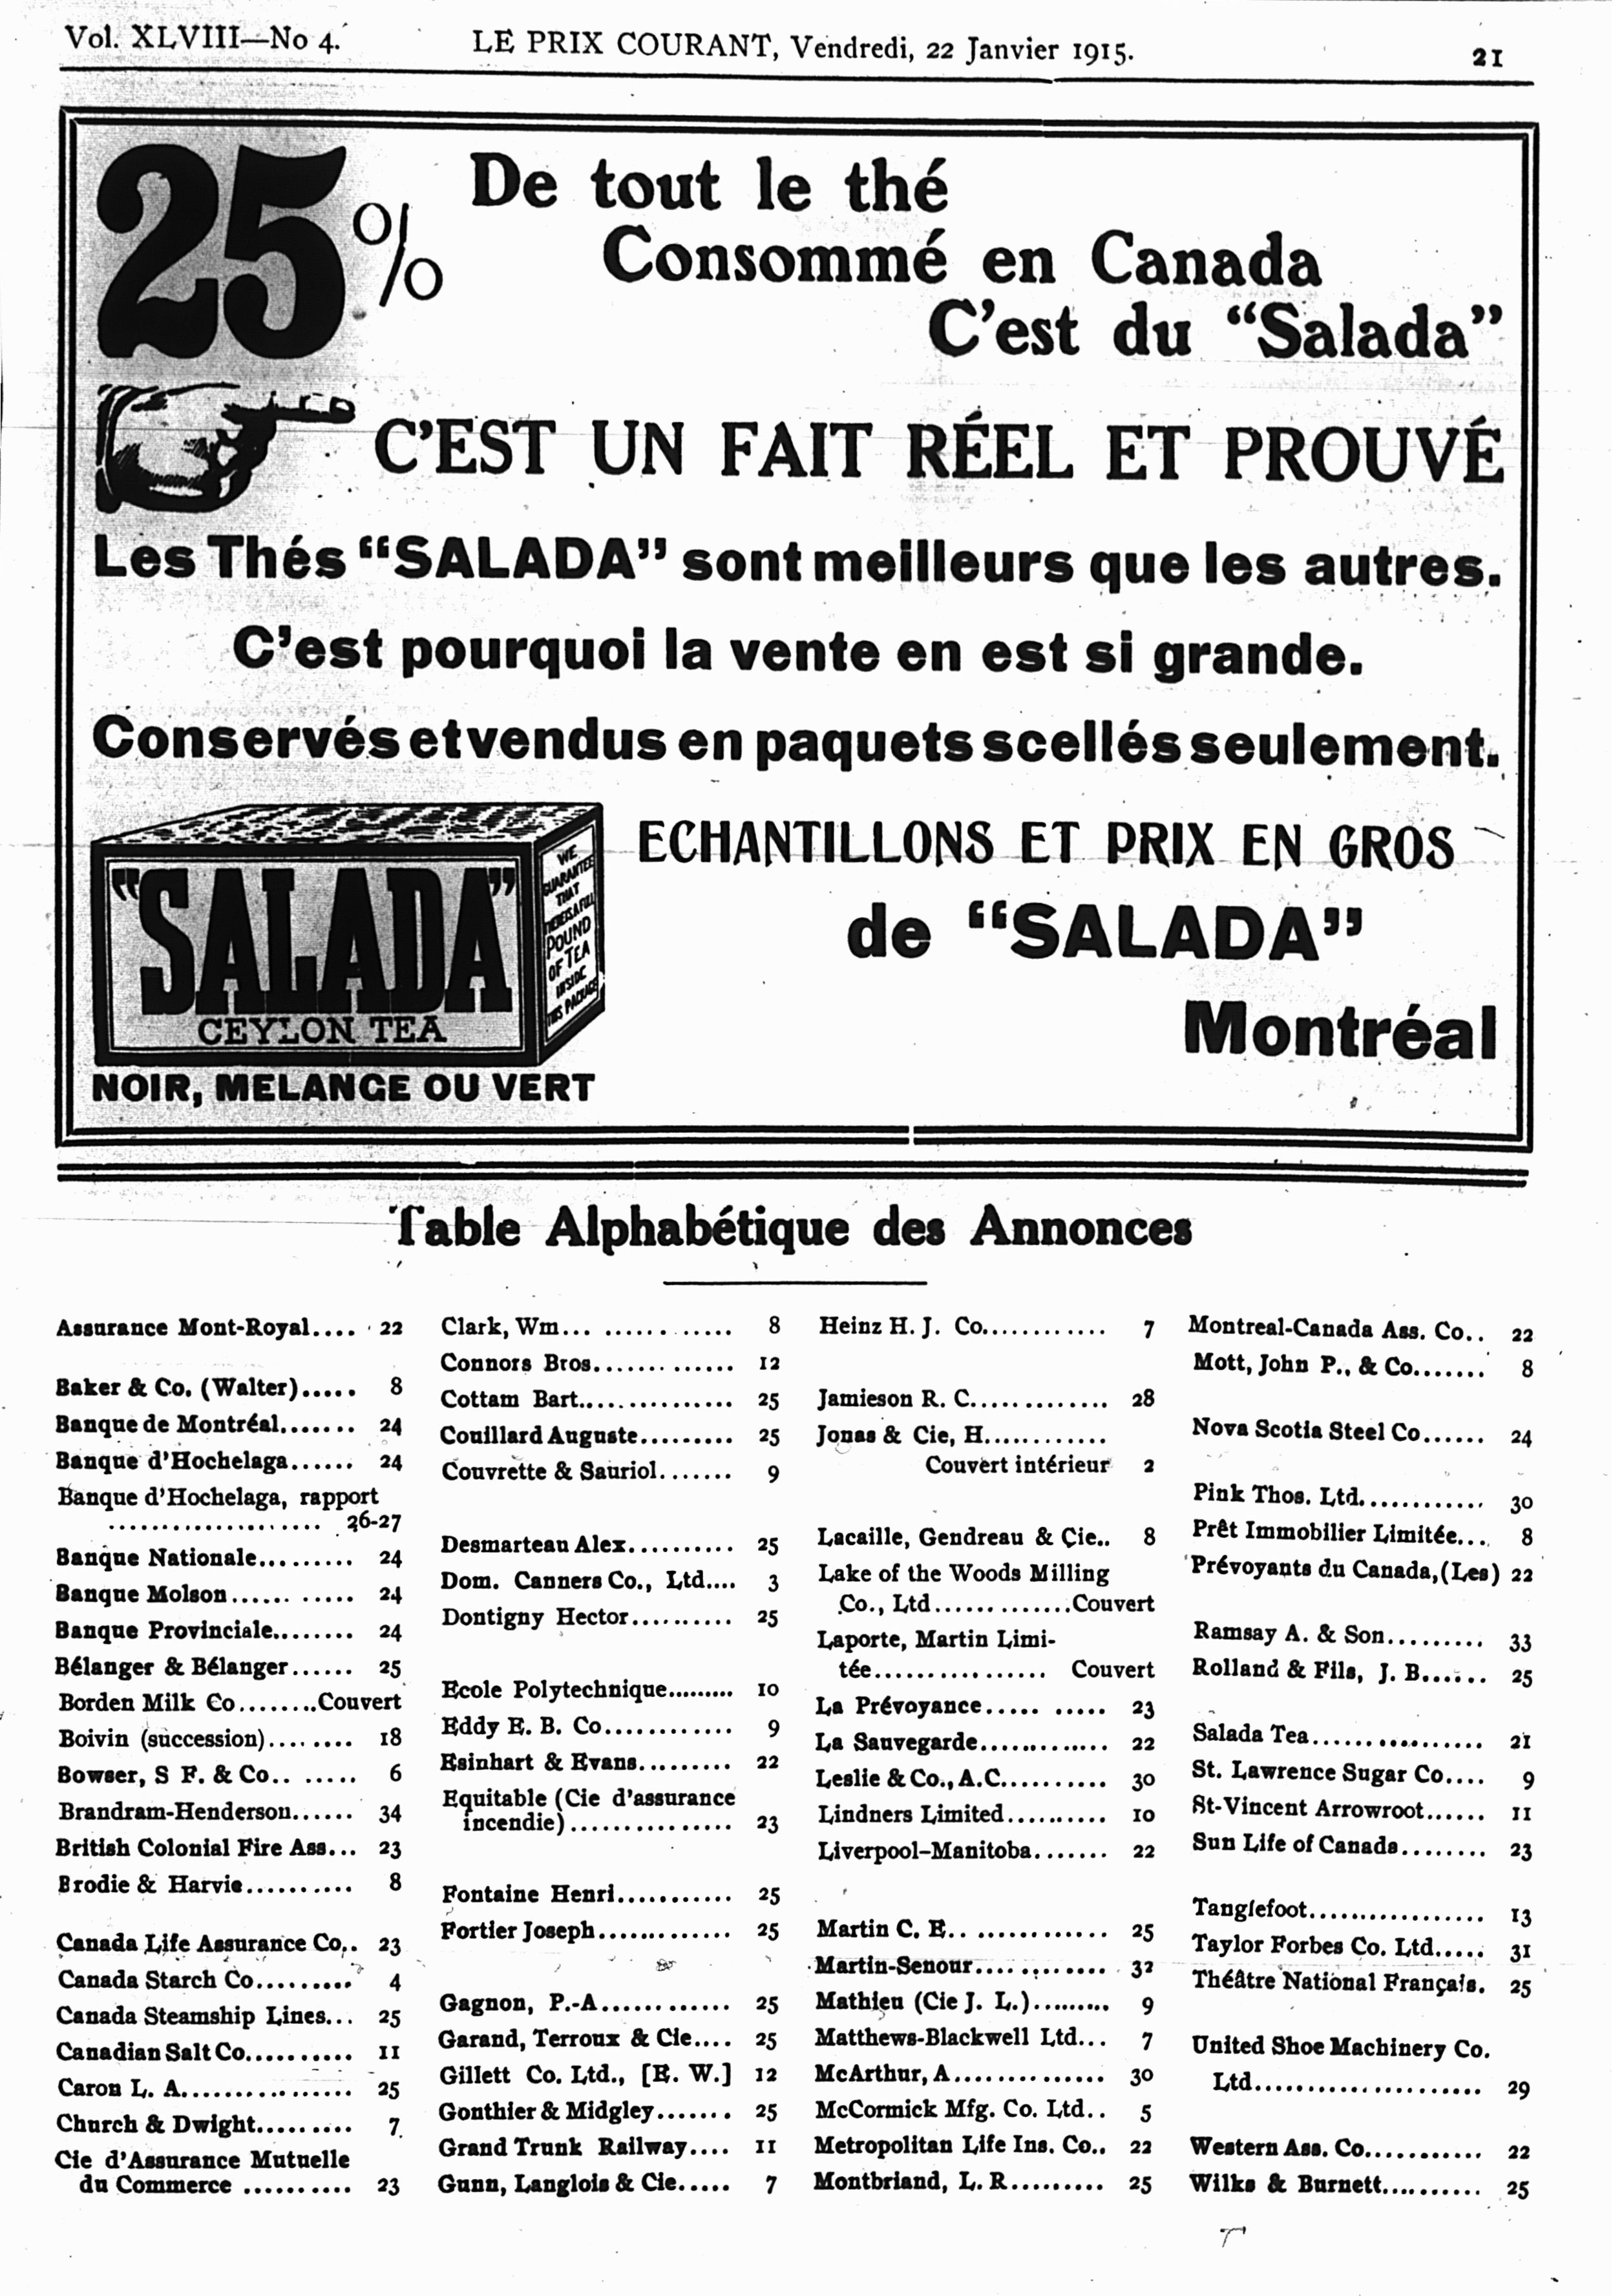 Vol. XLVIII—No 4.
LE PRIX COURANT, Vendredi, 22 Janvier 1915.
21
25%
De tout le thé
Consommé en Canada
C'est du "Salada"
C'EST UN FAIT RÉEL ET PROUVÉ
Les Thés "SALADA" sont meilleurs que les autres.
C'est pourquoi la vente en est si grande.
Conservés et vendus en paquets scellés seulement.
"SALADA"
CEYLON TEA
WE
GUARANTEE
THAT
THERE IS A FULL
POUND
OF TEA
INSIDE
THIS PACKAGE
NOIR, MELANGE OU VERT
ECHANTILLONS ET PRIX EN GROS
de "SALADA"
Montréal
Table Alphabétique des Annonces
Assurance Mont-Royal.... 22
Baker & Co. (Walter)..... 8
Banque de Montréal....... 24
Banque d'Hochelaga...... 24
Banque d'Hochelaga, rapport
..................... 26-27
Banque Nationale......... 24
Banque Molson...... ..... 24
Banque Provinciale........ 24
Bélanger & Bélanger...... 25
Borden Milk Co........Couvert
Boivin (succession)........ 18
Bowser, S F. & Co.. ..... 6
Brandram-Henderson...... 34
British Colonial Fire Ass... 23
Brodie & Harvie.......... 8
Canada Life Assurance Co.. 23
Canada Starch Co......... 4
Canada Steamship Lines... 25
Canadian Salt Co.......... 11
Caron L. A................ 25
Church & Dwight......... 7
Cie d'Assurance Mutuelle
du Commerce .......... 23
Clark, Wm... ............ 8
Connors Bros............. 12
Cottam Bart.............. 25
Couillard Auguste......... 25
Couvrette & Sauriol....... 9
Desmarteau Alex.......... 25
Dom. Canners Co., Ltd.... 3
Dontigny Hector.......... 25
Ecole Polytechnique......... 10
Eddy E. B. Co............ 9
Esinhart & Evans......... 22
Equitable (Cie d'assurance
incendie)............... 23
Fontaine Henri........... 25
Fortier Joseph............. 25
Gagnon, P.-A............ 25
Garand, Terroux & Cie.... 25
Gillett Co. Ltd., [E. W.] 12
Gonthier & Midgley....... 25
Grand Trunk Railway.... 11
Gunn, Langlois & Cie..... 7
Heinz H. J. Co............ 7
Jamieson R. C............. 28
Jonas & Cie, H............
Couvert intérieur 2
Lacaille, Gendreau & Cie.. 8
Lake of the Woods Milling
Co., Ltd.............Couvert
Laporte, Martin Limi-
tée................ Couvert
La Prévoyance..... ..... 23
La Sauvegarde............. 22
Leslie & Co., A.C.......... 30
Lindners Limited.......... 10
Liverpool-Manitoba....... 22
Martin C. E.. ............ 25
Martin-Senour............. 32
Mathieu (Cie J. L.)......... 9
Matthews-Blackwell Ltd... 7
McArthur, A.............. 30
McCormick Mfg. Co. Ltd.. 5
Metropolitan Life Ins. Co.. 22
Montbriand, L. R......... 25
Montreal-Canada Ass. Co.. 22
Mott, John P., & Co....... 8
Nova Scotia Steel Co...... 24
Pink Thos. Ltd............ 30
Prêt Immobilier Limitée... 8
Prévoyants du Canada,(Les) 22
Ramsay A. & Son......... 33
Rolland & Fils, J. B...... 25
Salada Tea................. 21
St. Lawrence Sugar Co.... 9
St-Vincent Arrowroot...... 11
Sun Life of Canada........ 23
Tanglefoot................. 13
Taylor Forbes Co. Ltd..... 31
Théâtre National Français. 25
United Shoe Machinery Co.
Ltd...................... 29
Western Ass. Co........... 22
Wilks & Burnett.......... 25